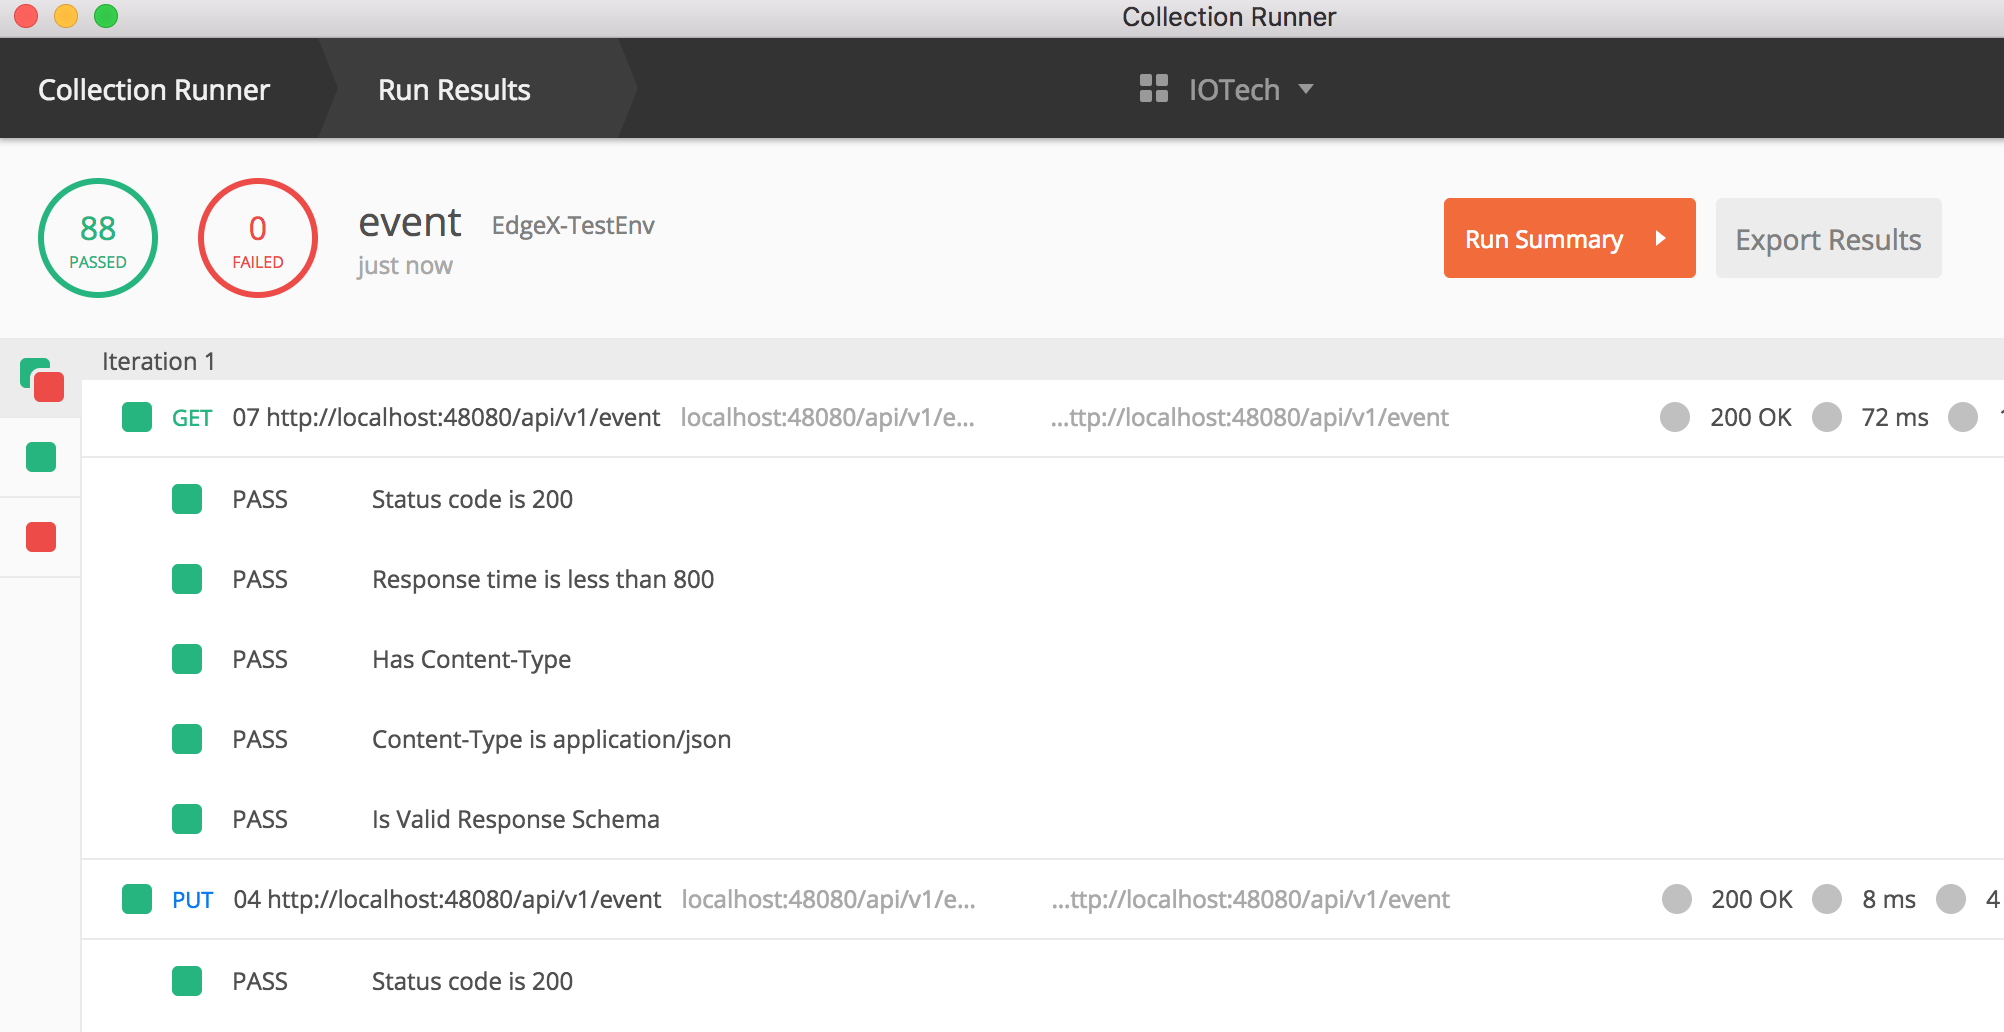 Collection Runner
Collection Runner Run Results IOTech
88 PASSED
0 FAILED
event EdgeX-TestEnv
just now
Run Summary
Export Results
Iteration 1
GET 07 http://localhost:48080/api/v1/event localhost:48080/api/v1/e... ...ttp://localhost:48080/api/v1/event 200 OK 72 ms
PASS Status code is 200
PASS Response time is less than 800
PASS Has Content-Type
PASS Content-Type is application/json
PASS Is Valid Response Schema
PUT 04 http://localhost:48080/api/v1/event localhost:48080/api/v1/e... ...ttp://localhost:48080/api/v1/event 200 OK 8 ms 4
PASS Status code is 200